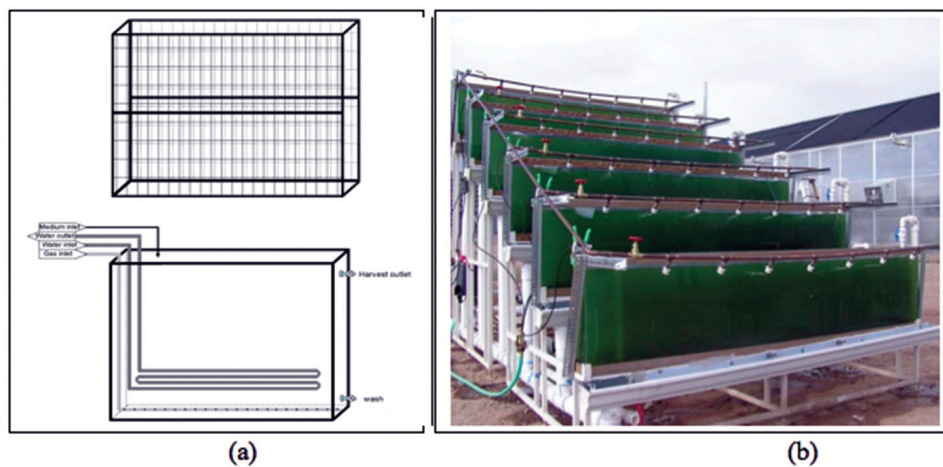 Medium inlet
Water outlet
Water inlet
Gas inlet
Harvest outlet
wash
(a)
(b)